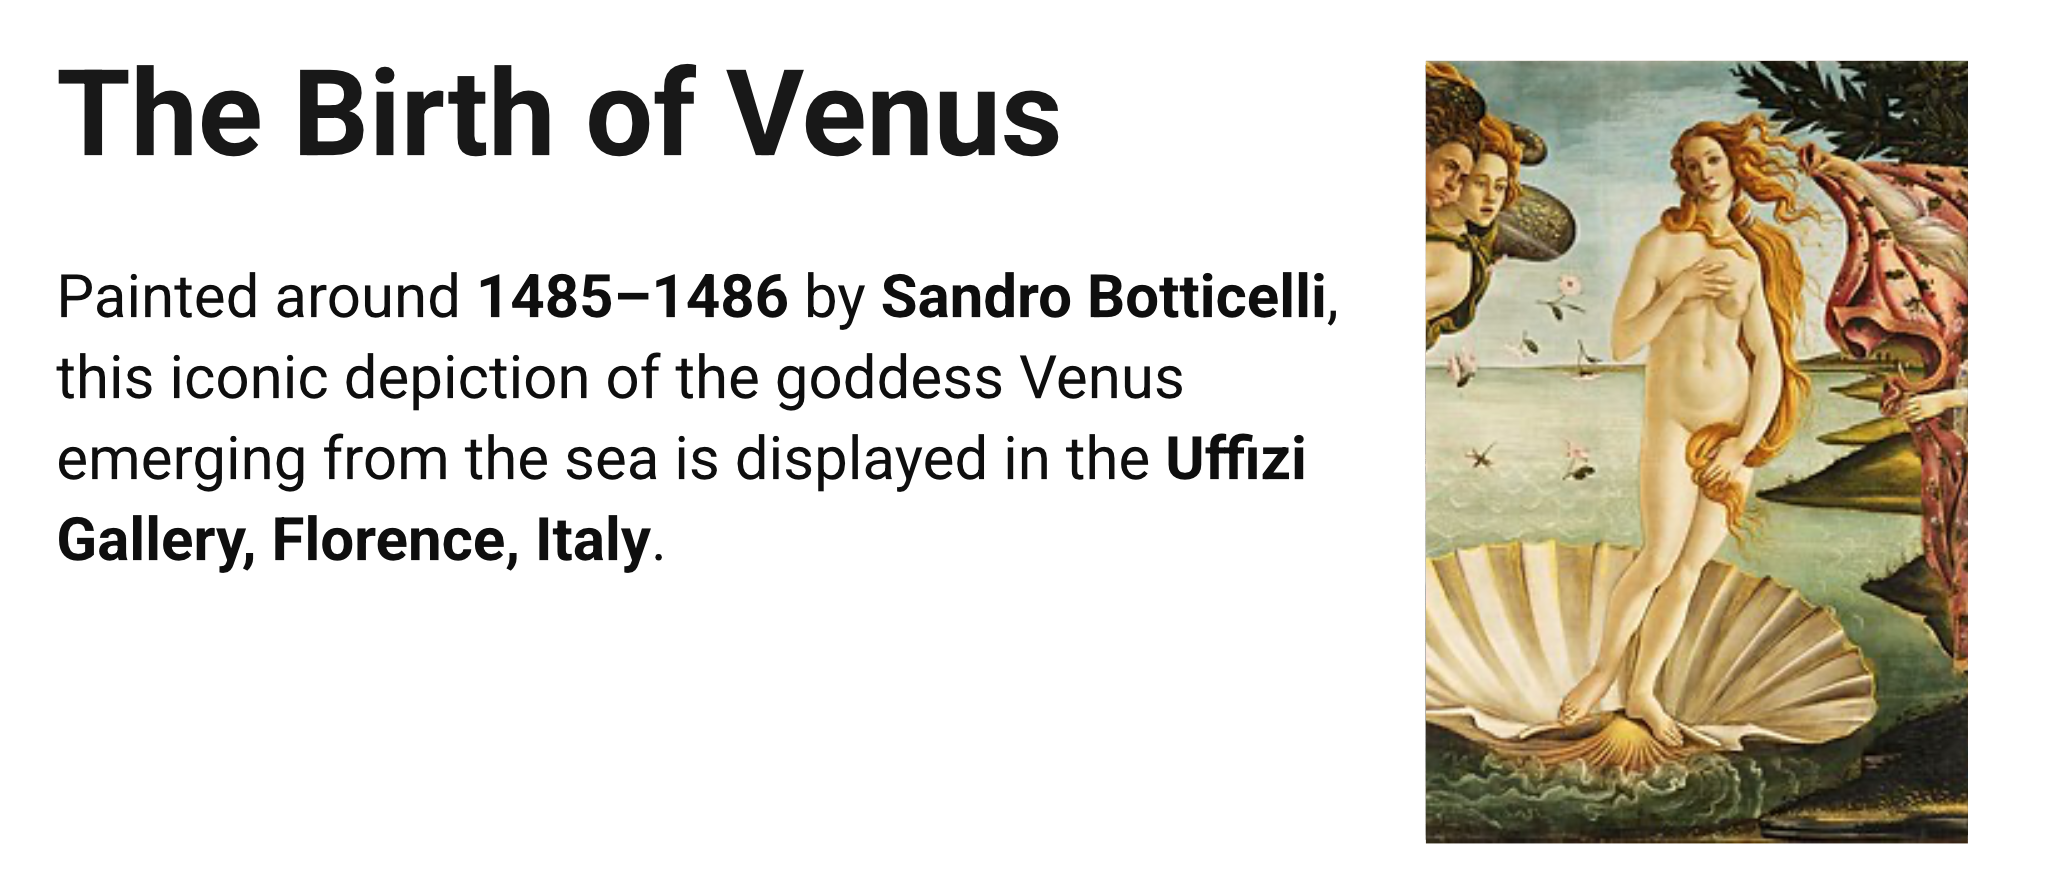 The Birth of Venus
Painted around 1485–1486 by Sandro Botticelli,
this iconic depiction of the goddess Venus
emerging from the sea is displayed in the Uffizi
Gallery, Florence, Italy.